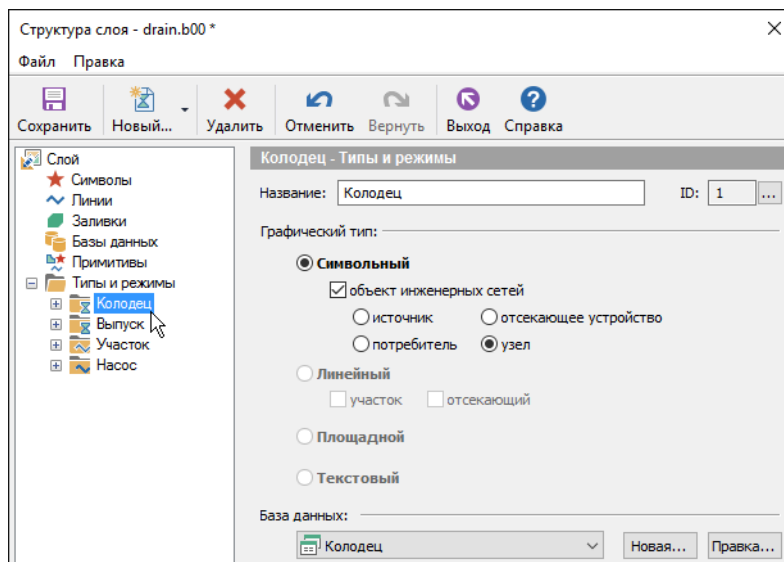 Структура слоя - drain.b00 *
Файл Правка
Сохранить Новый... Удалить Отменить Вернуть Выход Справка
Слой
Символы
Линии
Заливки
Базы данных
Примитивы
Типы и режимы
Колодец
Выпуск
Участок
Насос
Колодец - Типы и режимы
Название: Колодец ID: 1 ...
Графический тип:
Символьный
объект инженерных сетей
источник отсекающее устройство
потребитель узел
Линейный
участок отсекающий
Площадной
Текстовый
База данных:
Колодец Новая... Правка...